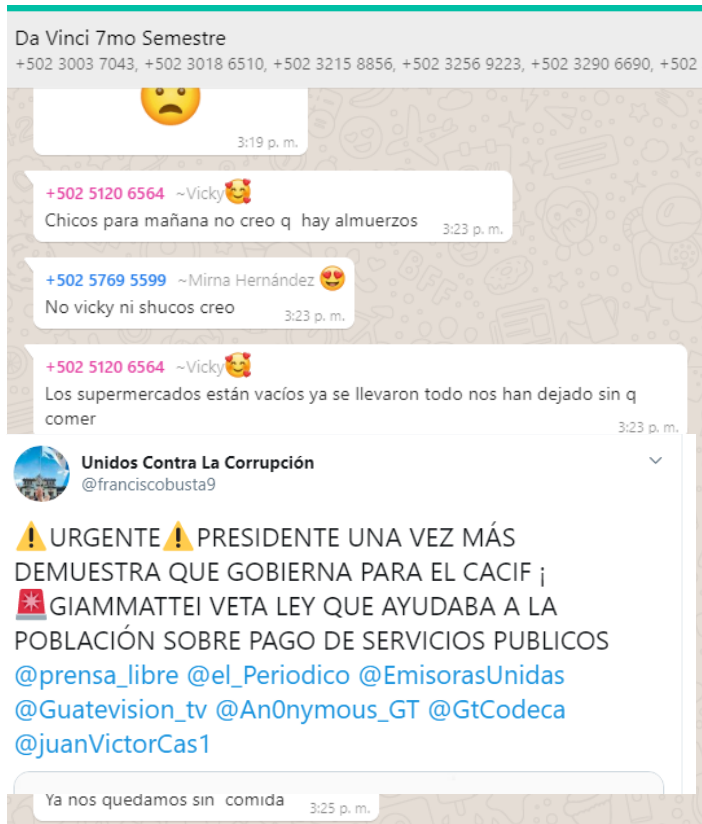 Da Vinci 7mo Semestre
+502 3003 7043, +502 3018 6510, +502 3215 8856, +502 3256 9223, +502 3290 6690, +502
3:19 p. m.
+502 5120 6564 ~Vicky🥰
Chicos para mañana no creo q hay almuerzos 3:23 p. m.
+502 5769 5599 ~Mirna Hernández 😍
No vicky ni shucos creo 3:23 p. m.
+502 5120 6564 ~Vicky🥰
Los supermercados están vacíos ya se llevaron todo nos han dejado sin q
comer 3:23 p. m.
Unidos Contra La Corrupción
@franciscobusta9
⚠️URGENTE⚠️PRESIDENTE UNA VEZ MÁS
DEMUESTRA QUE GOBIERNA PARA EL CACIF ¡
🚨GIAMMATTEI VETA LEY QUE AYUDABA A LA
POBLACIÓN SOBRE PAGO DE SERVICIOS PUBLICOS
@prensa_libre @el_Periodico @EmisorasUnidas
@Guatevision_tv @An0nymous_GT @GtCodeca
@juanVictorCas1
Ya nos quedamos sin comida 3:25 p. m.